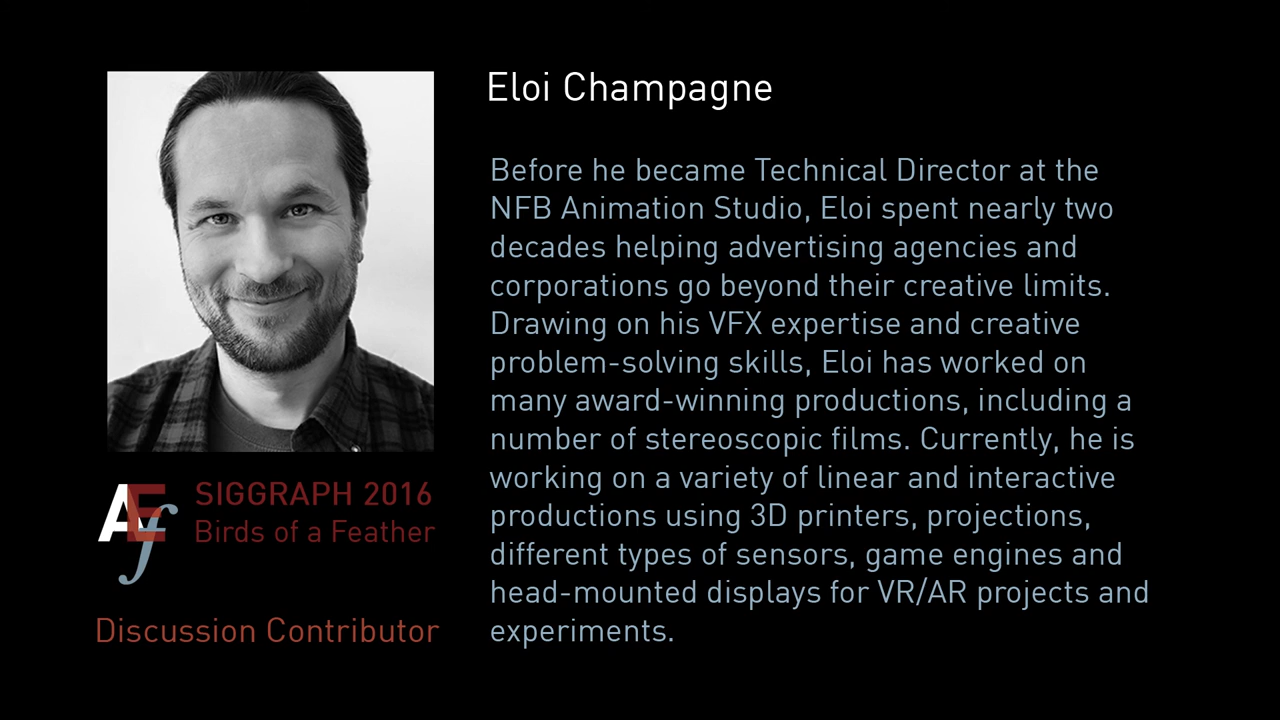 Eloi Champagne
Before he became Technical Director at the
NFB Animation Studio, Eloi spent nearly two
decades helping advertising agencies and
corporations go beyond their creative limits.
Drawing on his VFX expertise and creative
problem-solving skills, Eloi has worked on
many award-winning productions, including a
number of stereoscopic films. Currently, he is
working on a variety of linear and interactive
productions using 3D printers, projections,
different types of sensors, game engines and
head-mounted displays for VR/AR projects and
experiments.
AEf
SIGGRAPH 2016
Birds of a Feather
Discussion Contributor